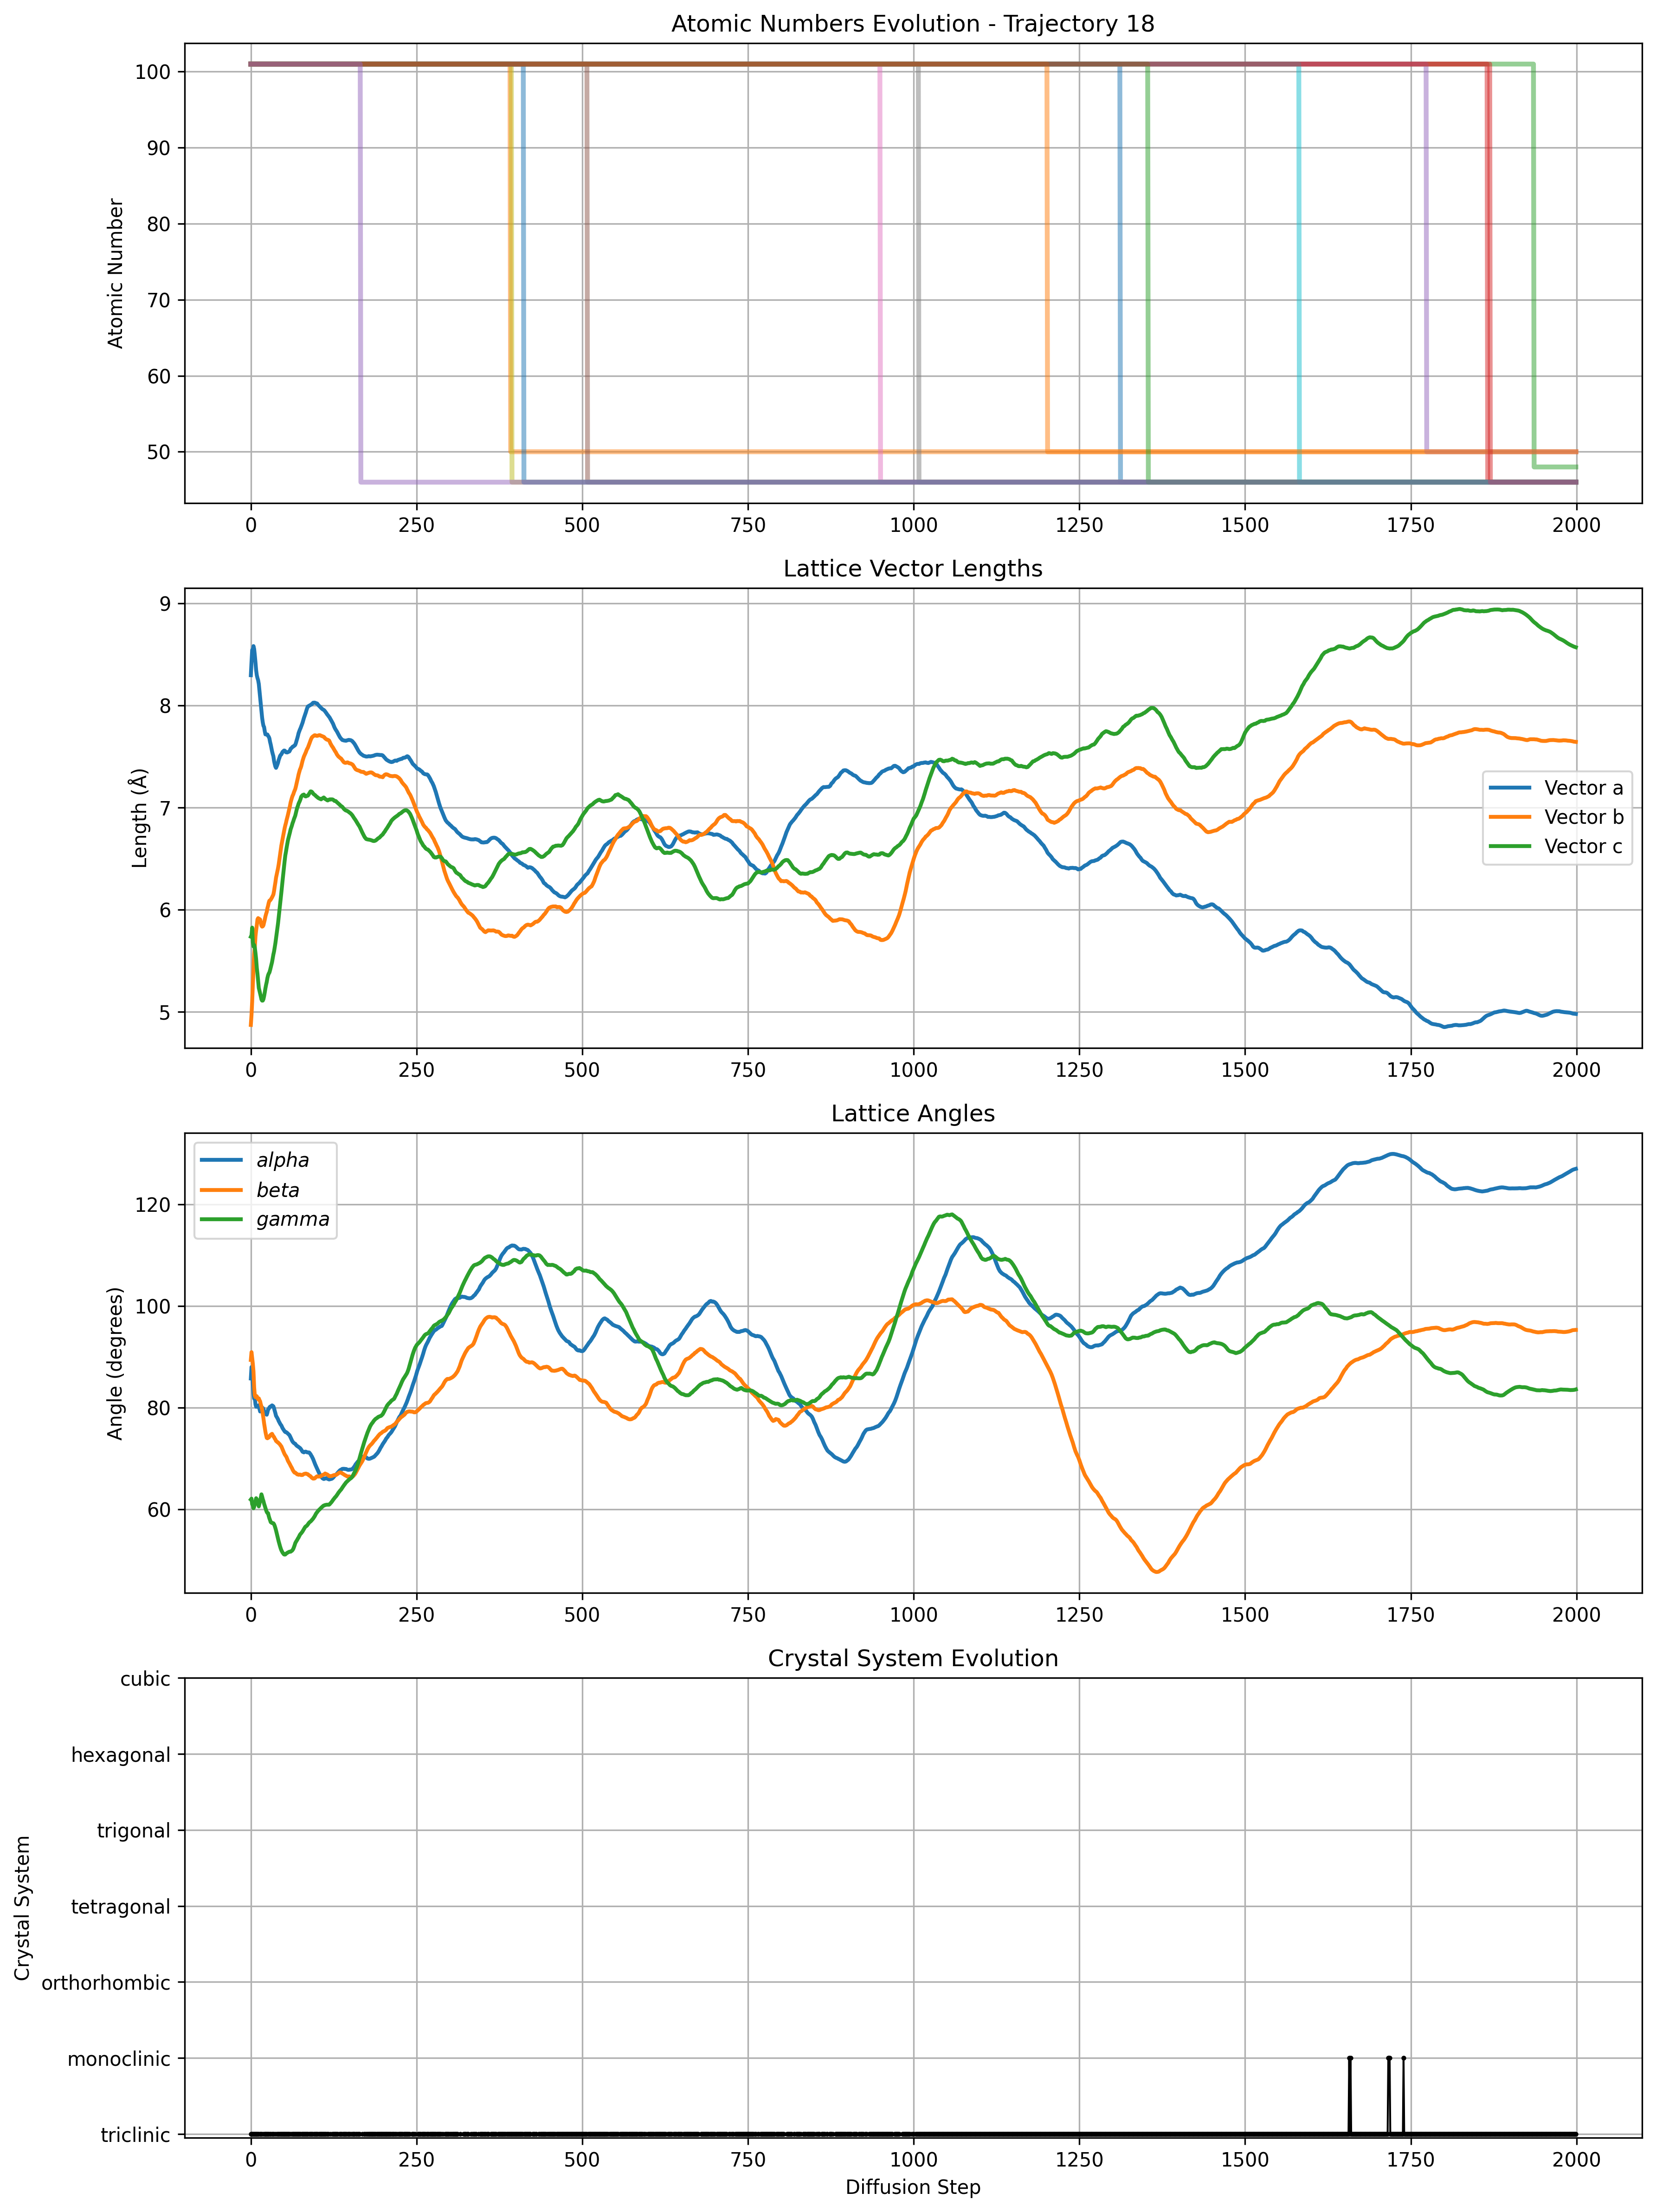 Atomic Numbers Evolution - Trajectory 18
Atomic Number
100
90
80
70
60
50
0 250 500 750 1000 1250 1500 1750 2000
Lattice Vector Lengths
Length (Å)
9
8
7
6
5
Vector a
Vector b
Vector c
0 250 500 750 1000 1250 1500 1750 2000
Lattice Angles
Angle (degrees)
120
100
80
60
alpha
beta
gamma
0 250 500 750 1000 1250 1500 1750 2000
Crystal System Evolution
Crystal System
cubic
hexagonal
trigonal
tetragonal
orthorhombic
monoclinic
triclinic
0 250 500 750 1000 1250 1500 1750 2000
Diffusion Step